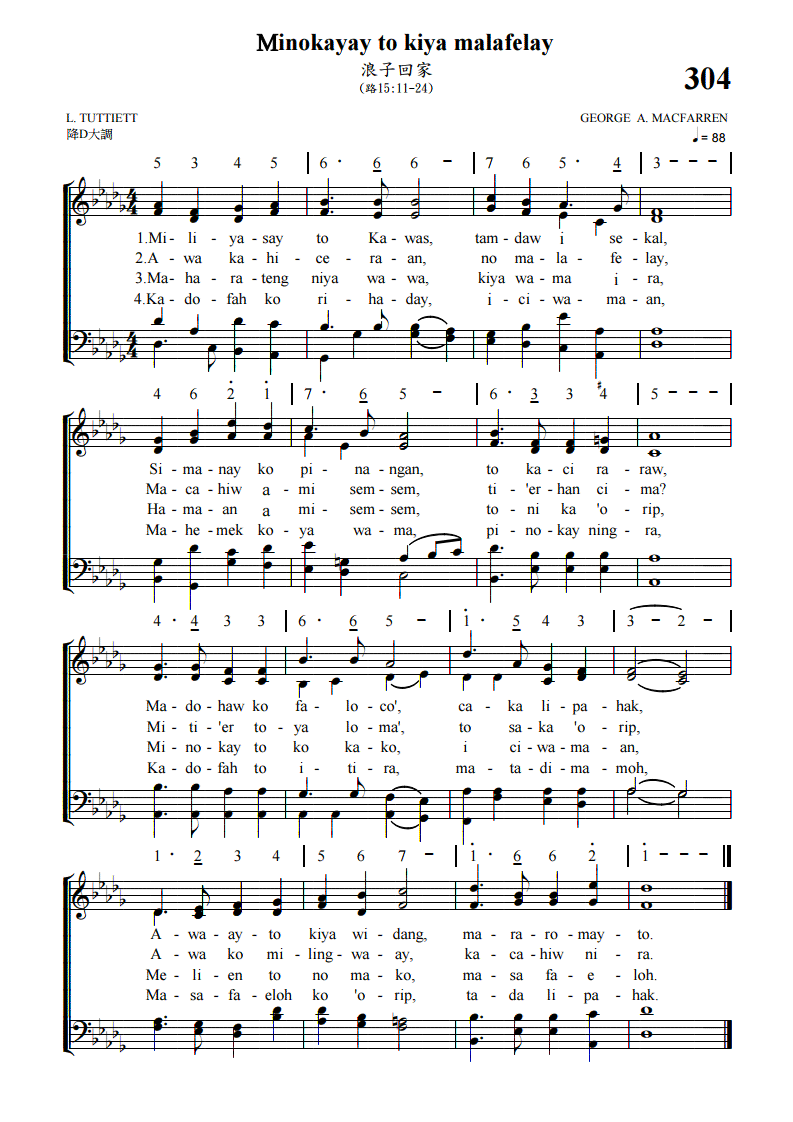 Minokayay to kiya malafelay
浪子回家
(路15:11-24)
304
L. TUTTIETT
GEORGE A. MACFARREN
降D大調
♩= 88
5 3 4 5 | 6 · 6 6 - | 7 6 5 · 4 | 3 - - - |
1.Mi - li - ya-say to Ka - was, tam-daw i se - kal,
2.A - wa ka - hi - ce - ra - an, no ma - la - fe - lay,
3.Ma - ha - ra - teng niya wa - wa, kiya wa - ma i - ra,
4.Ka - do - fah ko ri - ha - day, i - ci - wa - ma - an,
4 6 2̇ 1̇ | 7 · 6 5 - | 6 · 3 3 ♯4 | 5 - - - |
Si - ma - nay ko pi - na - ngan, to ka - ci ra - raw,
Ma - ca - hiw a - mi sem - sem, ti - 'er - han ci - ma?
Ha - ma - an a - mi sem - sem, to - ni ka 'o - rip,
Ma - he - mek ko - ya wa - ma, pi - no - kay ning - ra,
4 · 4 3 3 | 6 · 6 5 - | 1̇ · 5 4 3 | 3 - 2 - |
Ma - do - haw ko fa - lo - co', ca - ka li - pa - hak,
Mi - ti - 'er to - ya lo - ma', to sa - ka 'o - rip,
Mi - no - kay to ko ka - ko, i ci - wa - ma - an,
Ka - do - fah to i - ti - ra, ma - ta - di - ma - moh,
1 · 2 3 4 | 5 6 7 - | 1̇ · 6 6 2̇ | 1̇ - - - ||
A - wa - ay - to kiya wi - dang, ma - ra - ro - may - to.
A - wa ko mi - ling - wa - ay, ka - ca - hiw ni - ra.
Me - li - en to no ma - ko, ma - sa fa - e - loh.
Ma - sa - fa - eloh ko 'o - rip, ta - da li - pa - hak.